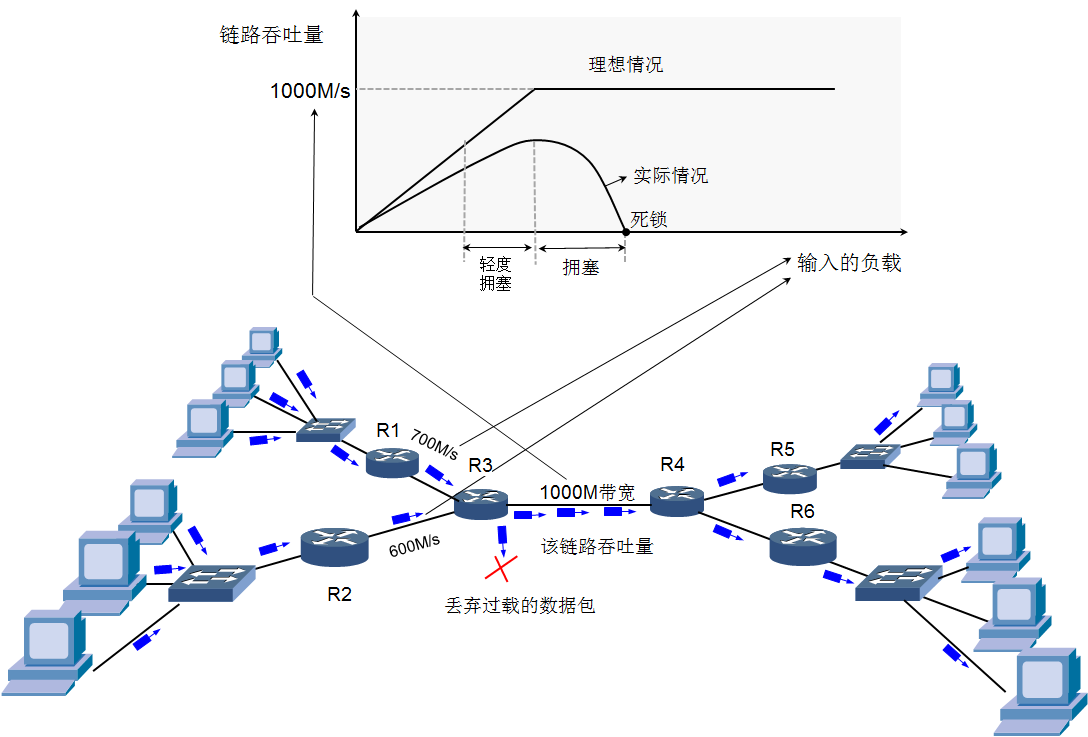 链路吞吐量
1000M/s
理想情况
实际情况
死锁
轻度
拥塞
拥塞
输入的负载
R1
700M/s
R3
R4
R5
1000M带宽
R6
600M/s
该链路吞吐量
R2
丢弃过载的数据包